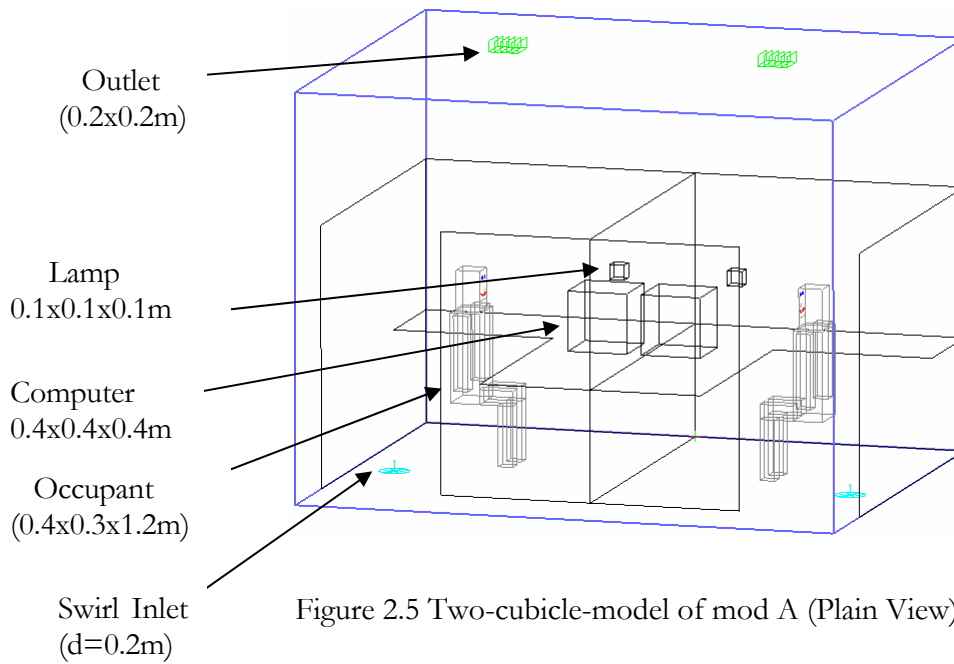 Outlet
(0.2x0.2m)
Lamp
0.1x0.1x0.1m
Computer
0.4x0.4x0.4m
Occupant
(0.4x0.3x1.2m)
Swirl Inlet
(d=0.2m)
Figure 2.5 Two-cubicle-model of mod A (Plain View)